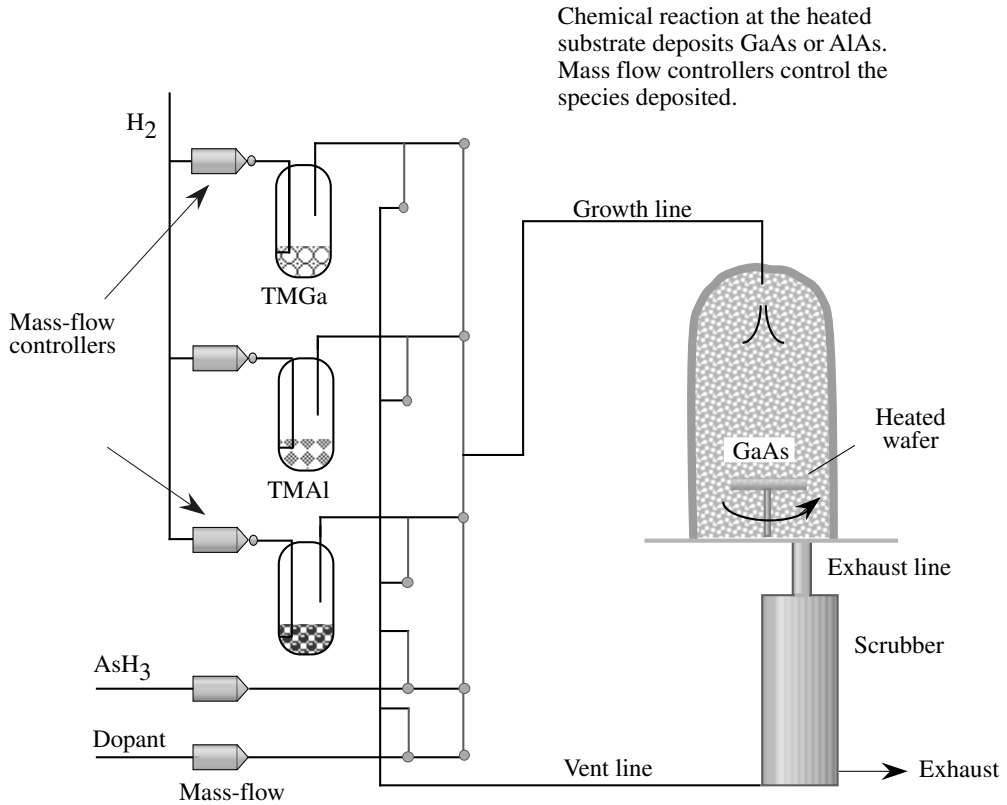 Chemical reaction at the heated
substrate deposits GaAs or AlAs.
Mass flow controllers control the
species deposited.
H2
Growth line
TMGa
Mass-flow
controllers
Heated
wafer
GaAs
TMAl
Exhaust line
Scrubber
AsH3
Dopant
Vent line
Exhaust
Mass-flow